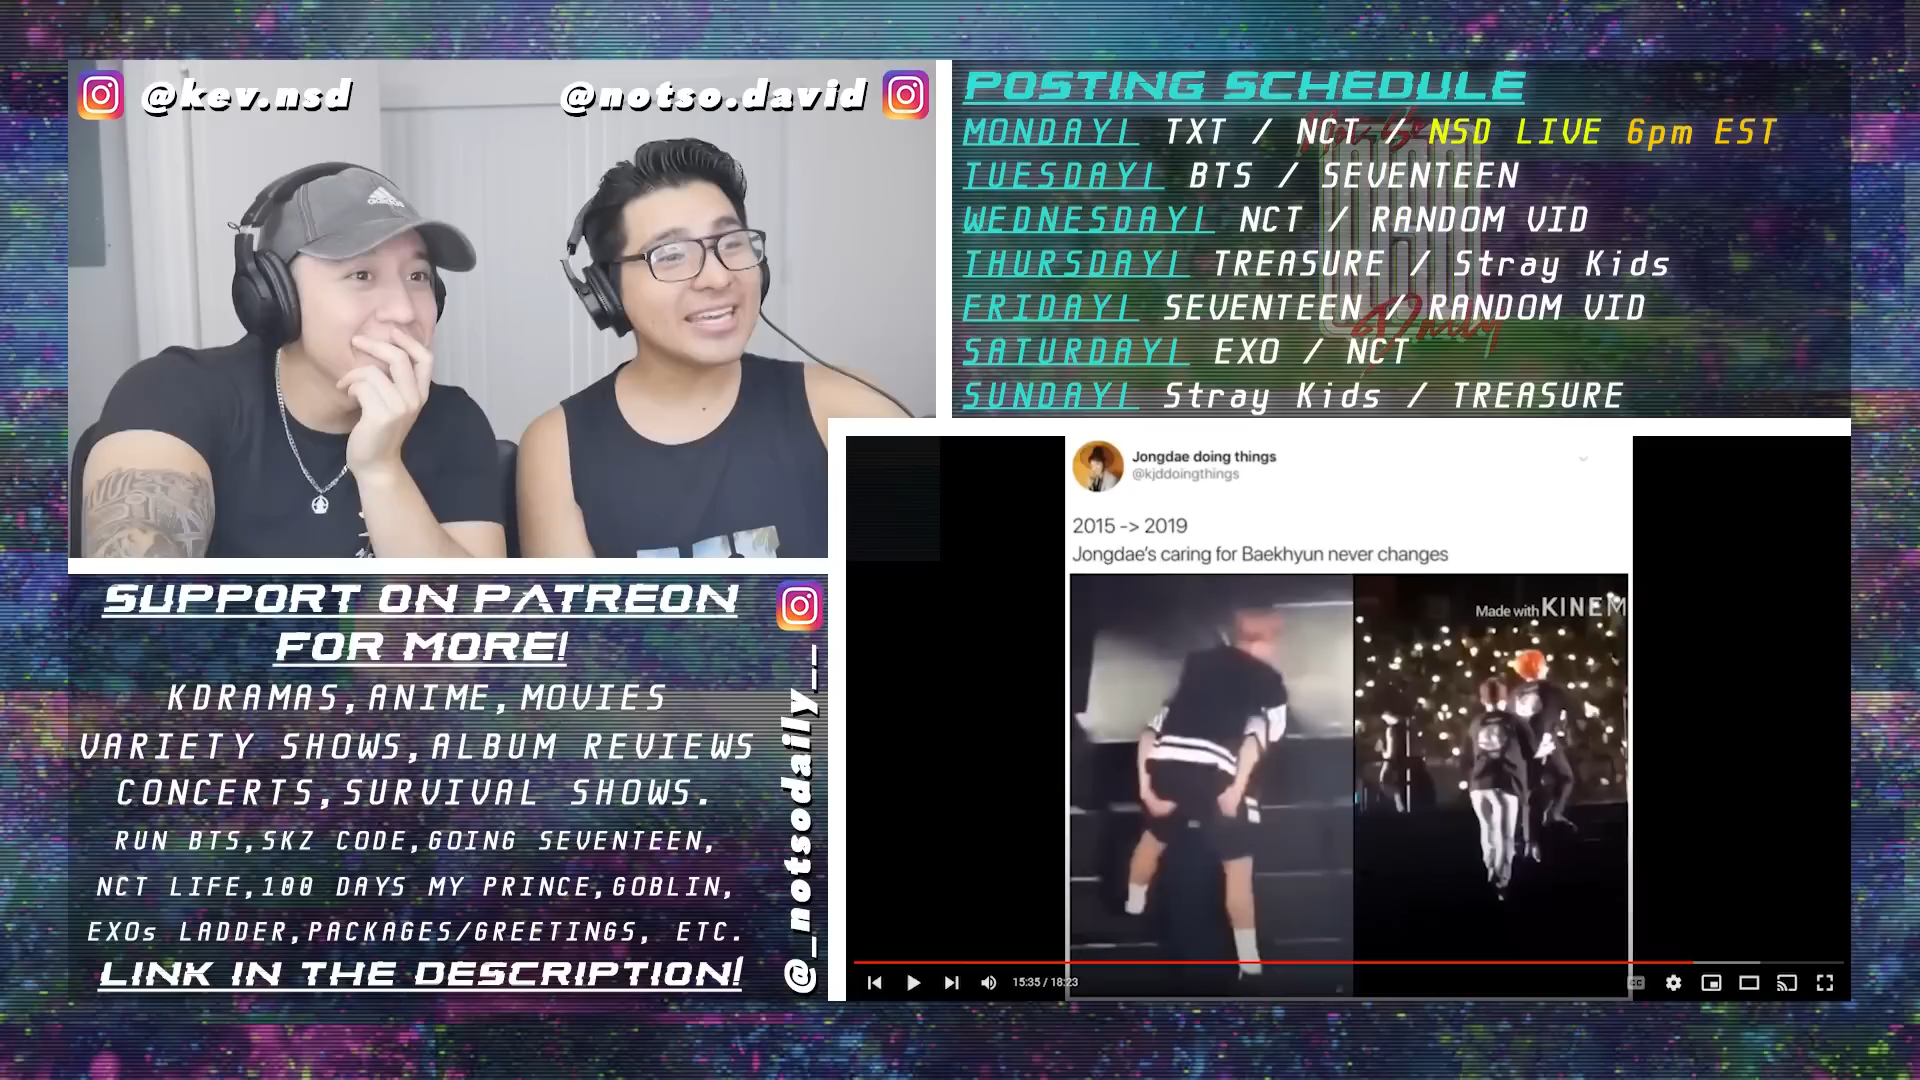 @kev.nsd
@notso.david
adidas
POSTING SCHEDULE
MONDAY| TXT / NCT / NSD LIVE 6pm EST
TUESDAY| BTS / SEVENTEEN
WEDNESDAY| NCT / RANDOM VID
THURSDAY| TREASURE / Stray Kids
FRIDAY| SEVENTEEN / RANDOM VID
SATURDAY| EXO / NCT
SUNDAY| Stray Kids / TREASURE
Daily
SUPPORT ON PATREON
FOR MORE!
KDRAMAS,ANIME,MOVIES
VARIETY SHOWS,ALBUM REVIEWS
CONCERTS,SURVIVAL SHOWS.
RUN BTS,SKZ CODE,GOING SEVENTEEN,
NCT LIFE,100 DAYS MY PRINCE,GOBLIN,
EXOs LADDER,PACKAGES/GREETINGS, ETC.
LINK IN THE DESCRIPTION!
@_notsodaily__
Jongdae doing things
@kjddoingthings
2015 -> 2019
Jongdae's caring for Baekhyun never changes
Made with KINEM
15:35 / 18:23
CC